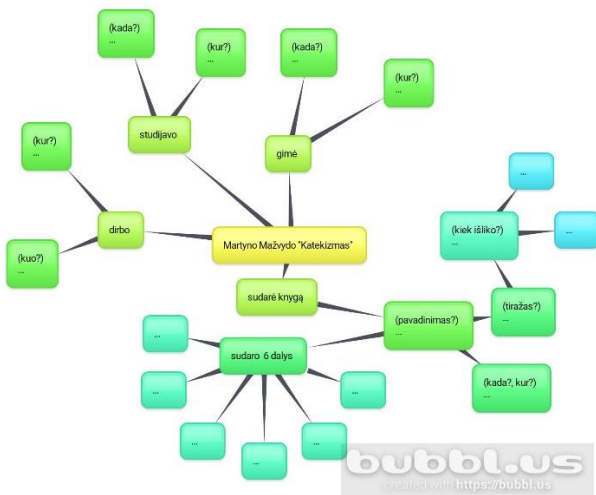 (kada?)
...
(kur?)
...
(kada?)
...
(kur?)
...
studijavo
gimė
(kur?)
...
(kuo?)
...
dirbo
Martyno Mažvydo "Katekizmas"
sudarė knygą
...
(kiek išliko?)
...
...
(pavadinimas?)
...
(tiražas?)
...
(kada?, kur?)
...
sudaro 6 dalys
...
...
...
...
...
...
bubbl.us
created with https://bubbl.us